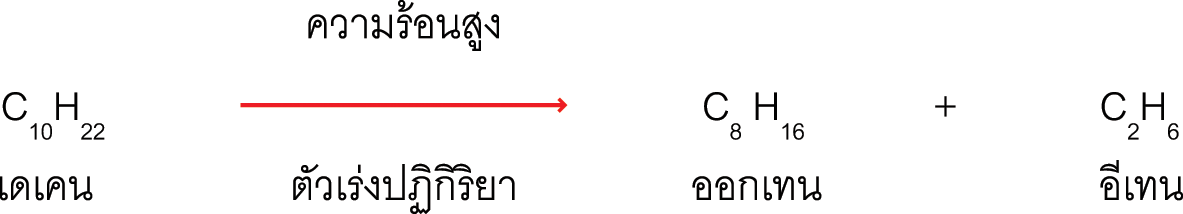 ความร้อนสูง
C₁₀H₂₂ C₈H₁₆ + C₂H₆
เดเคน ตัวเร่งปฏิกิริยา ออกเทน อีเทน